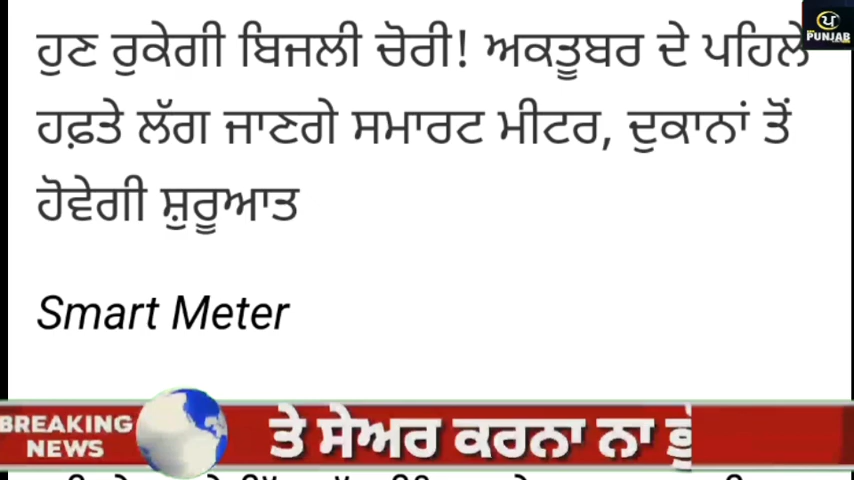 ਹੁਣ ਰੁਕੇਗੀ ਬਿਜਲੀ ਚੋਰੀ! ਅਕਤੂਬਰ ਦੇ ਪਹਿਲੇ
ਹਫ਼ਤੇ ਲੱਗ ਜਾਣਗੇ ਸਮਾਰਟ ਮੀਟਰ, ਦੁਕਾਨਾਂ ਤੋਂ
ਹੋਵੇਗੀ ਸ਼ੁਰੂਆਤ
Smart Meter
BREAKING
NEWS
ਤੇ ਸ਼ੇਅਰ ਕਰਨਾ ਨਾ
ਪ
PUNJAB